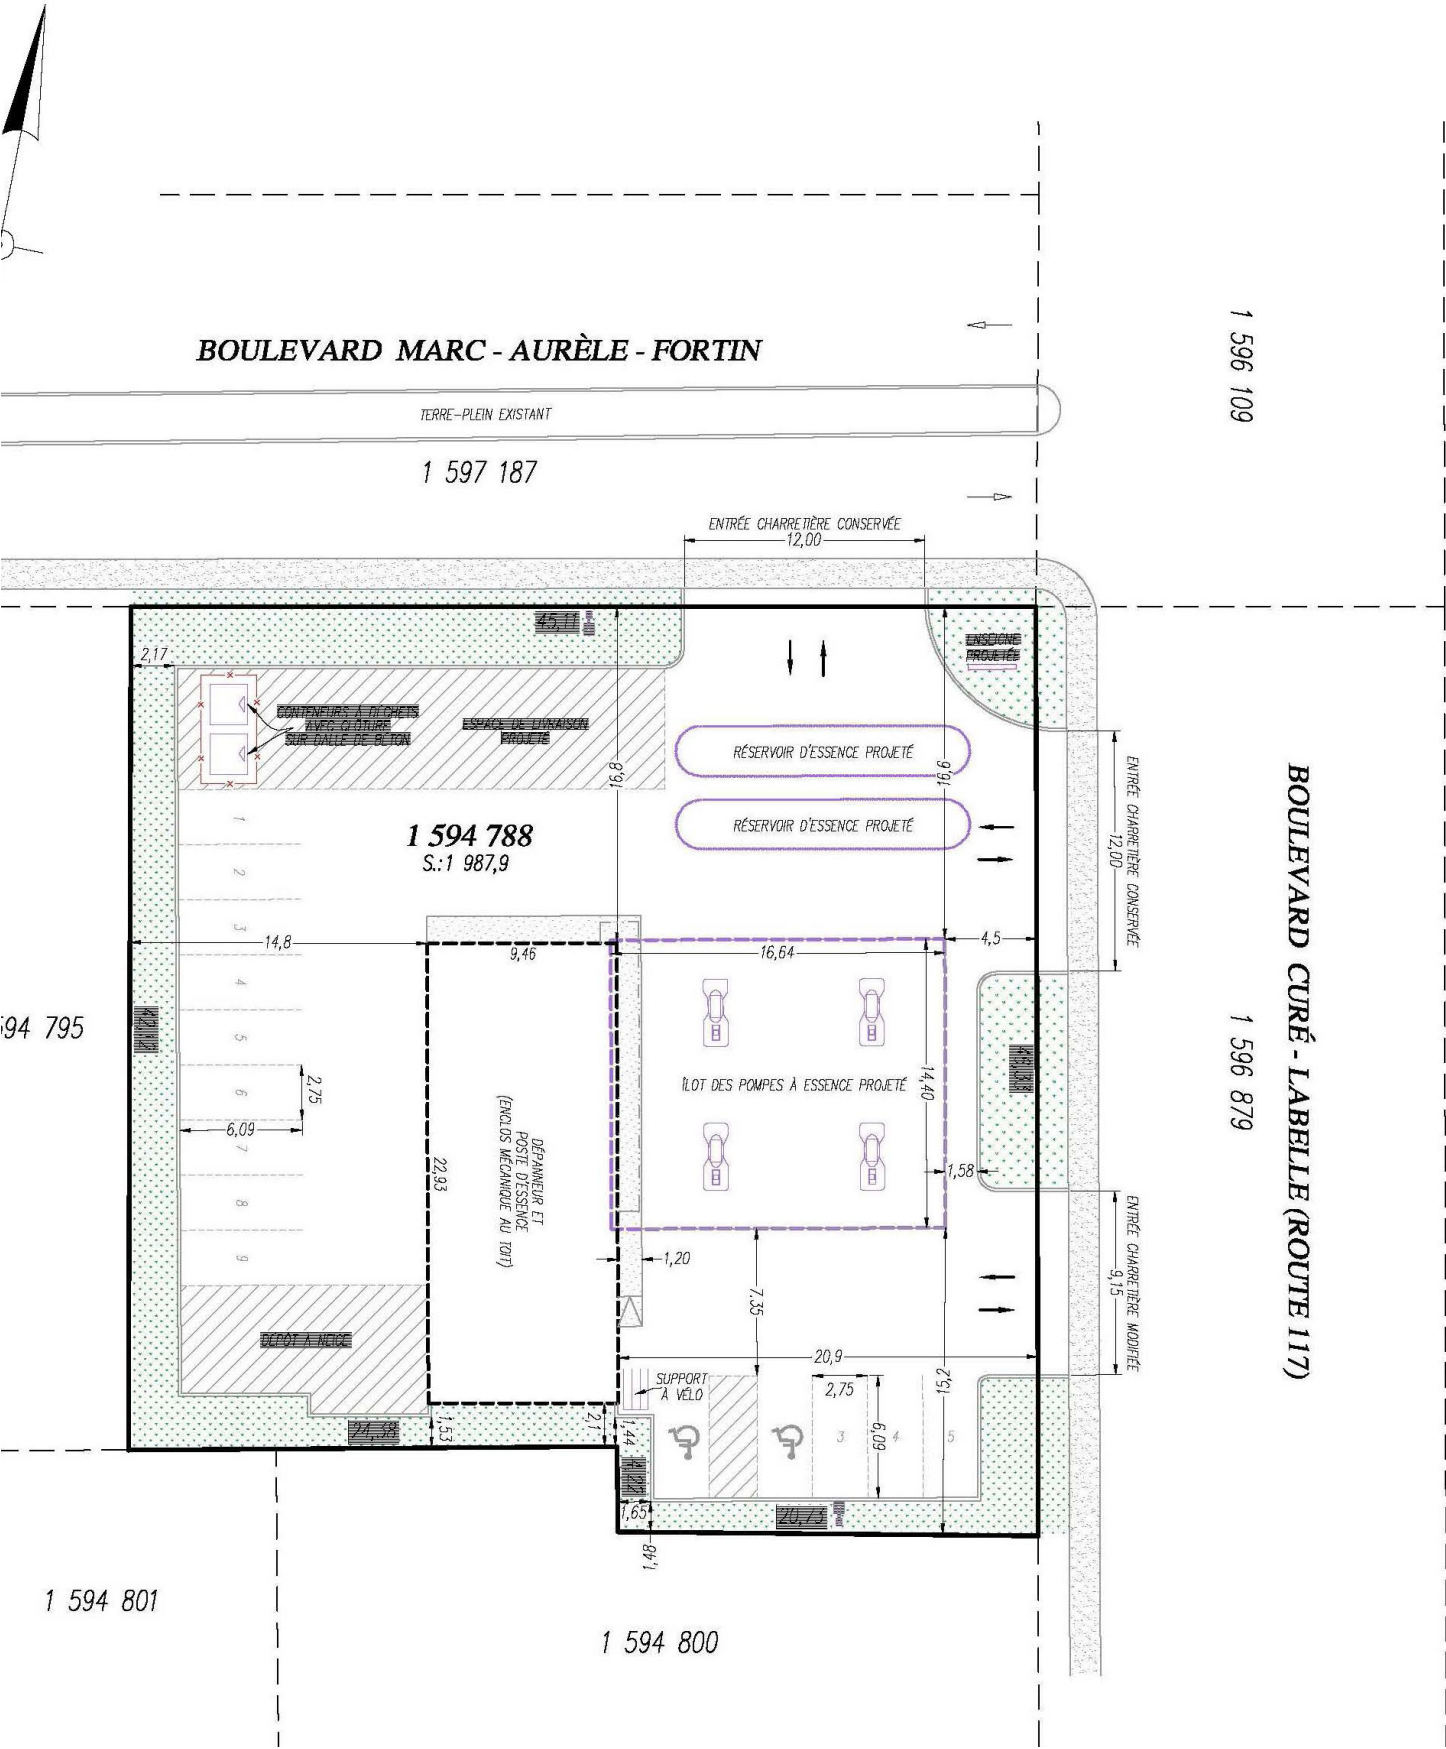 BOULEVARD MARC - AURÈLE - FORTIN
TERRE-PLEIN EXISTANT
1 597 187
1 596 109
ENTRÉE CHARRETIÈRE CONSERVÉE
12,00
45,11
ENSEIGNE
PROJETÉE
2,17
CONTENEURS À DÉCHETS
SUR DALLE DE BÉTON
ESPACE DE LIVRAISON
PROJETÉ
16,8
16,6
RÉSERVOIR D'ESSENCE PROJETÉ
RÉSERVOIR D'ESSENCE PROJETÉ
ENTRÉE CHARRETIÈRE CONSERVÉE
12,00
BOULEVARD CURÉ - LABELLE (ROUTE 117)
1 594 788
S.:1 987,9
1
2
3
4
5
6
7
8
9
14,8
9,46
16,64
4,5
594 795
42,12
1 596 879
ÎLOT DES POMPES À ESSENCE PROJETÉ
14,40
2,75
6,09
22,93
DÉPANNEUR ET
POSTE D'ESSENCE
(ENCLOS MÉCANIQUE AU TOIT)
1,58
1,20
7.35
ENTRÉE CHARRETIÈRE MODIFIÉE
9,15
DÉPÔT À NEIGE
20,9
15,2
SUPPORT
À VÉLO
2,75
6,09
3
4
5
24,38
1,53
2,1
1,44
1,65
1,48
20,73
1 594 801
1 594 800